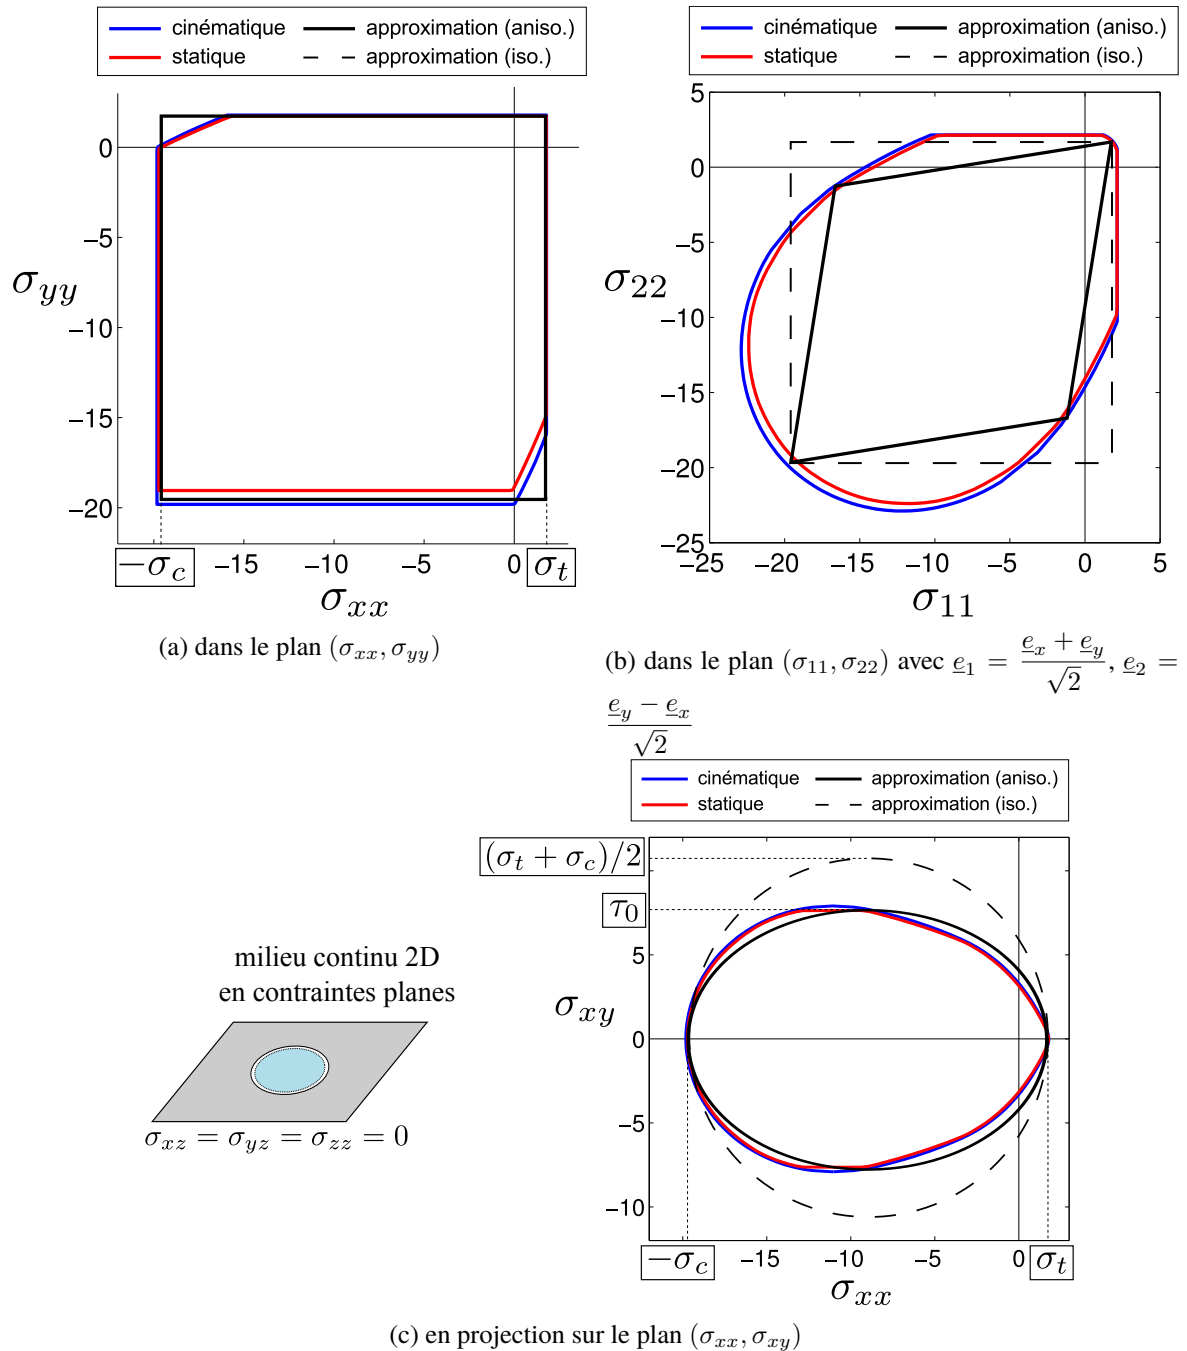 cinématique approximation (aniso.)
statique approximation (iso.)
0
−5
−10
−15
−20
σyy
−σc −15 −10 −5 0 σt
σxx
(a) dans le plan (σxx, σyy)
cinématique approximation (aniso.)
statique approximation (iso.)
5
0
−5
−10
−15
−20
−25
σ22
−25 −20 −15 −10 −5 0 5
σ11
(b) dans le plan (σ11, σ22) avec e1 = (ex + ey)/√2, e2 =
(ey − ex)/√2
milieu continu 2D
en contraintes planes
σxz = σyz = σzz = 0
cinématique approximation (aniso.)
statique approximation (iso.)
(σt + σc)/2
τ0
5
0
−5
−10
σxy
−σc −15 −10 −5 0 σt
σxx
(c) en projection sur le plan (σxx, σxy)